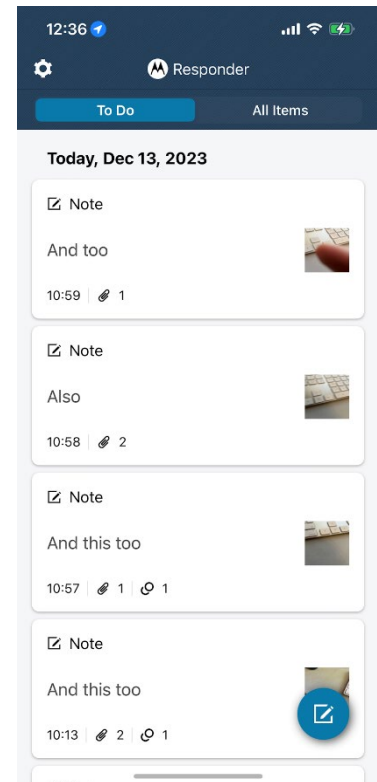 12:36
Responder
To Do All Items
Today, Dec 13, 2023
Note
And too
10:59 1
Note
Also
10:58 2
Note
And this too
10:57 1 1
Note
And this too
10:13 2 1